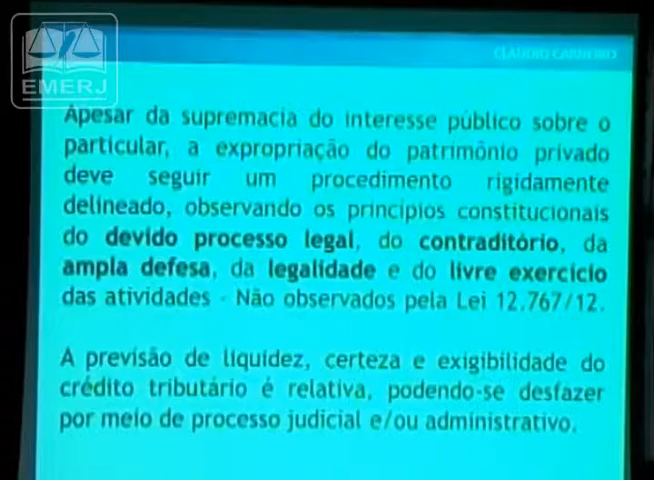 EMERJ
CLÁUDIO CARNEIRO
Apesar da supremacia do interesse público sobre o
particular, a expropriação do patrimônio privado
deve seguir um procedimento rigidamente
delineado, observando os princípios constitucionais
do devido processo legal, do contraditório, da
ampla defesa, da legalidade e do livre exercício
das atividades - Não observados pela Lei 12.767/12.
A previsão de liquidez, certeza e exigibilidade do
crédito tributário é relativa, podendo-se desfazer
por meio de processo judicial e/ou administrativo.